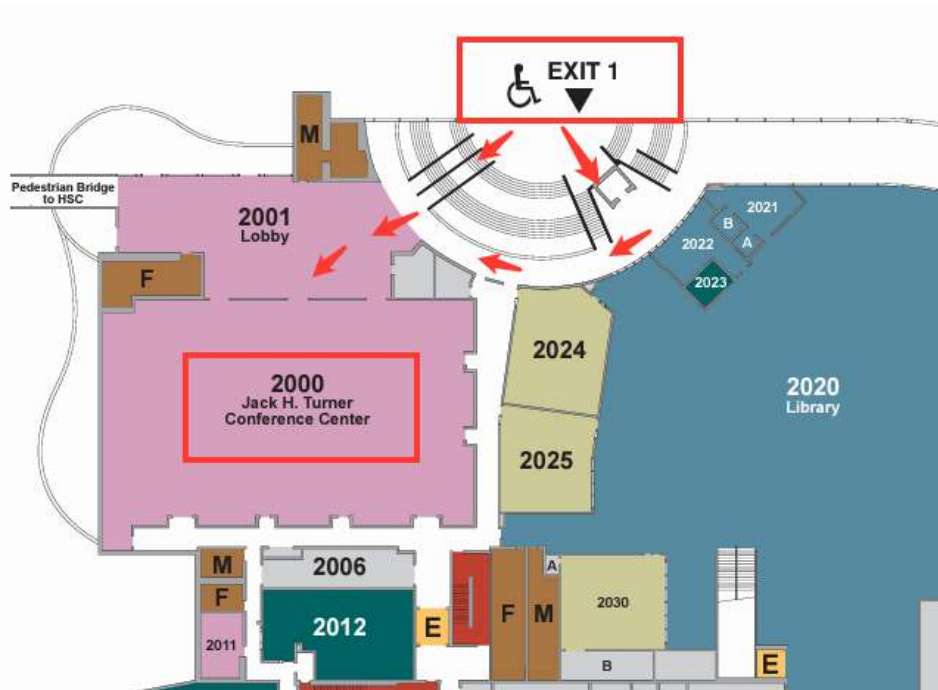 EXIT 1
M
Pedestrian Bridge
to HSC
2001
Lobby
F
2021
B
2022
A
2023
2024
2000
Jack H. Turner
Conference Center
2020
Library
2025
M
2006
A
F
2030
F
M
2012
E
2011
B
E